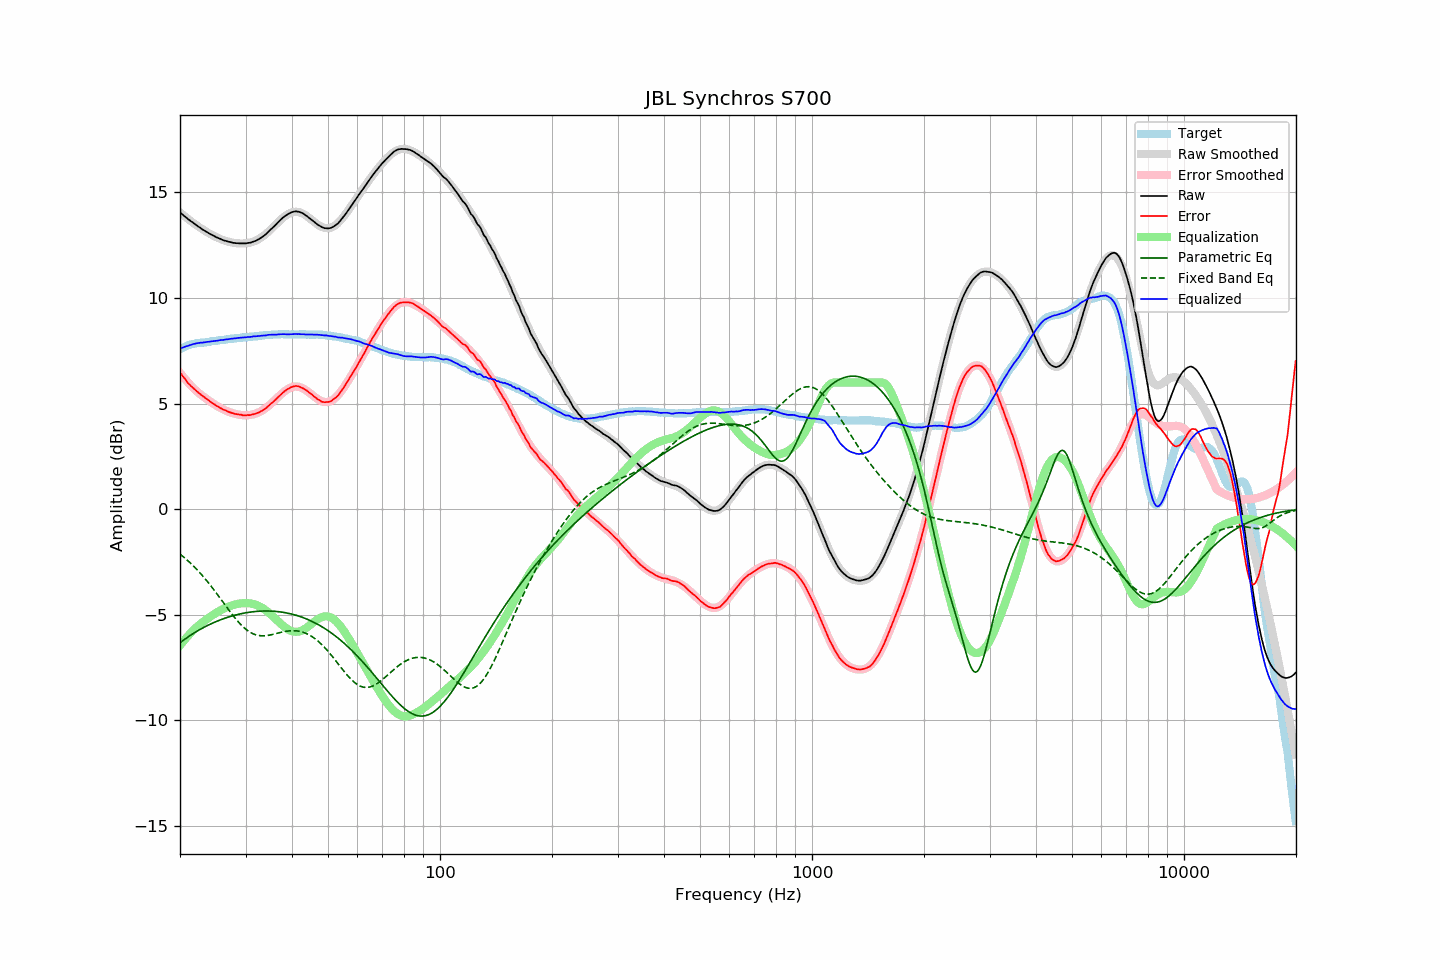 JBL Synchros S700
Target
Raw Smoothed
Error Smoothed
Raw
Error
Equalization
Parametric Eq
Fixed Band Eq
Equalized
15
10
5
0
−5
−10
−15
Amplitude (dBr)
100
1000
10000
Frequency (Hz)